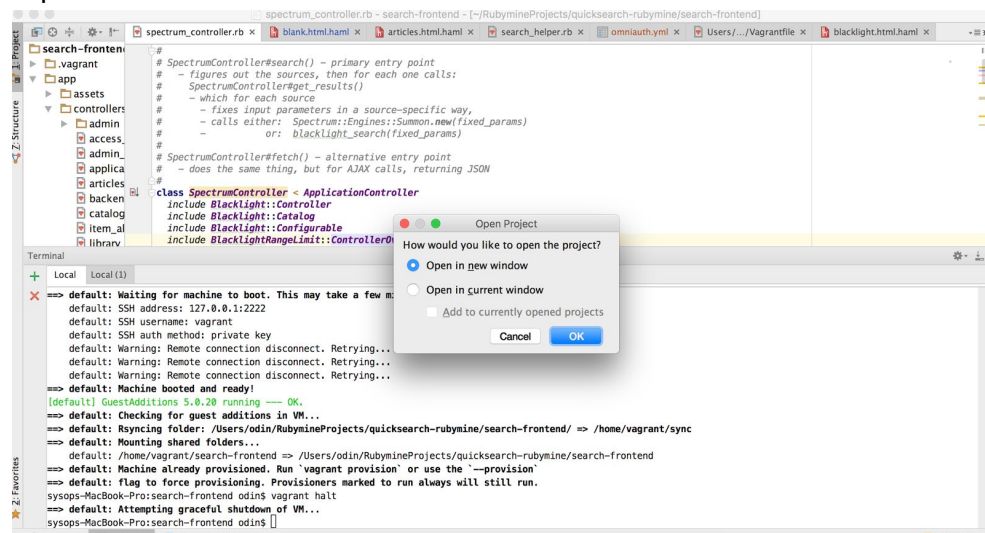 spectrum_controller.rb - search-frontend - [~/RubymineProjects/quicksearch-rubymine/search-frontend]
spectrum_controller.rb × blank.html.haml × articles.html.haml × search_helper.rb × omniauth.yml × Users/.../Vagrantfile × blacklight.html.haml ×
1: Project
Z: Structure
2: Favorites
search-fronten
.vagrant
app
assets
controllers
admin
access_
admin_
applica
articles
backen
catalog
item_al
library
#
# SpectrumController#search() - primary entry point
# - figures out the sources, then for each one calls:
# SpectrumController#get_results()
# - which for each source
# - fixes input parameters in a source-specific way,
# - calls either: Spectrum::Engines::Summon.new(fixed_params)
# - or: blacklight_search(fixed_params)
#
# SpectrumController#fetch() - alternative entry point
# - does the same thing, but for AJAX calls, returning JSON
#
class SpectrumController < ApplicationController
include Blacklight::Controller
include Blacklight::Catalog
include Blacklight::Configurable
include BlacklightRangeLimit::ControllerOv
Open Project
How would you like to open the project?
Open in new window
Open in current window
Add to currently opened projects
Cancel OK
Terminal
+ Local Local (1)
==> default: Waiting for machine to boot. This may take a few m
default: SSH address: 127.0.0.1:2222
default: SSH username: vagrant
default: SSH auth method: private key
default: Warning: Remote connection disconnect. Retrying...
default: Warning: Remote connection disconnect. Retrying...
default: Warning: Remote connection disconnect. Retrying...
==> default: Machine booted and ready!
[default] GuestAdditions 5.0.20 running --- OK.
==> default: Checking for guest additions in VM...
==> default: Rsyncing folder: /Users/odin/RubymineProjects/quicksearch-rubymine/search-frontend/ => /home/vagrant/sync
==> default: Mounting shared folders...
default: /home/vagrant/search-frontend => /Users/odin/RubymineProjects/quicksearch-rubymine/search-frontend
==> default: Machine already provisioned. Run `vagrant provision` or use the `--provision`
==> default: flag to force provisioning. Provisioners marked to run always will still run.
sysops-MacBook-Pro:search-frontend odin$ vagrant halt
==> default: Attempting graceful shutdown of VM...
sysops-MacBook-Pro:search-frontend odin$